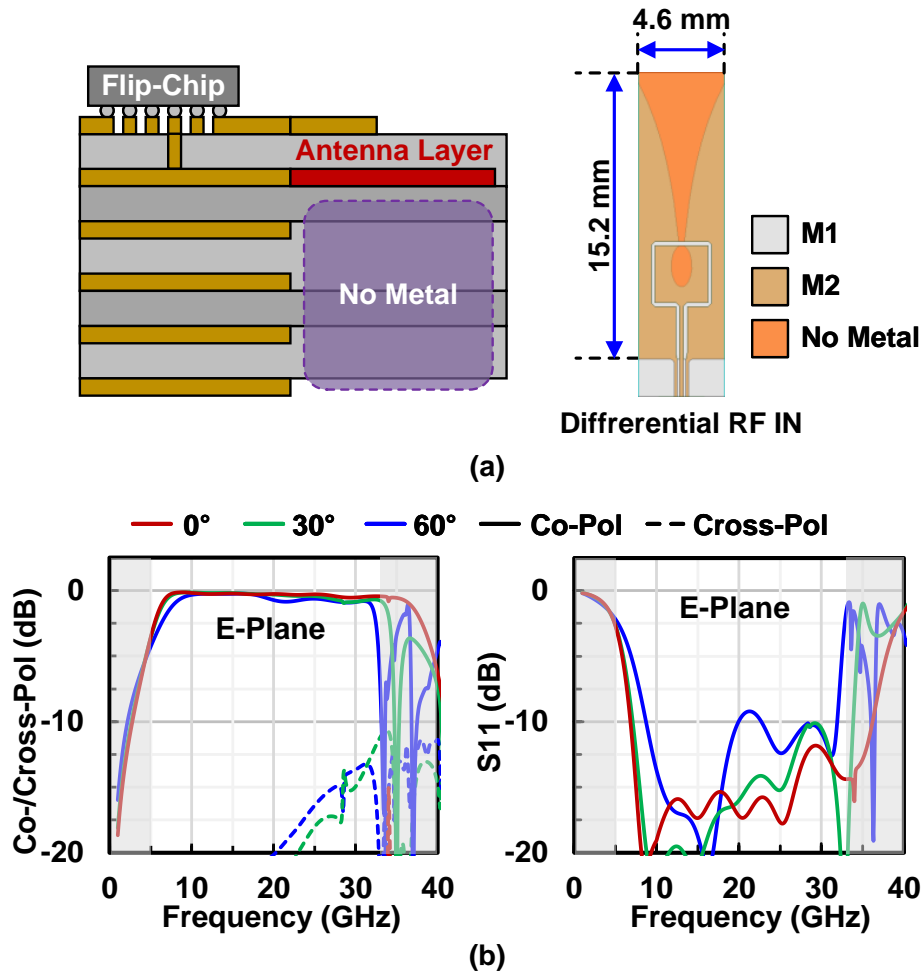 4.6 mm
Flip-Chip
Antenna Layer
No Metal
15.2 mm
M1
M2
No Metal
Diffrerential RF IN
(a)
0° 30° 60° Co-Pol Cross-Pol
0
-10
-20
Co-/Cross-Pol (dB)
E-Plane
0 10 20 30 40
Frequency (GHz)
0
-10
-20
S11 (dB)
E-Plane
0 10 20 30 40
Frequency (GHz)
(b)